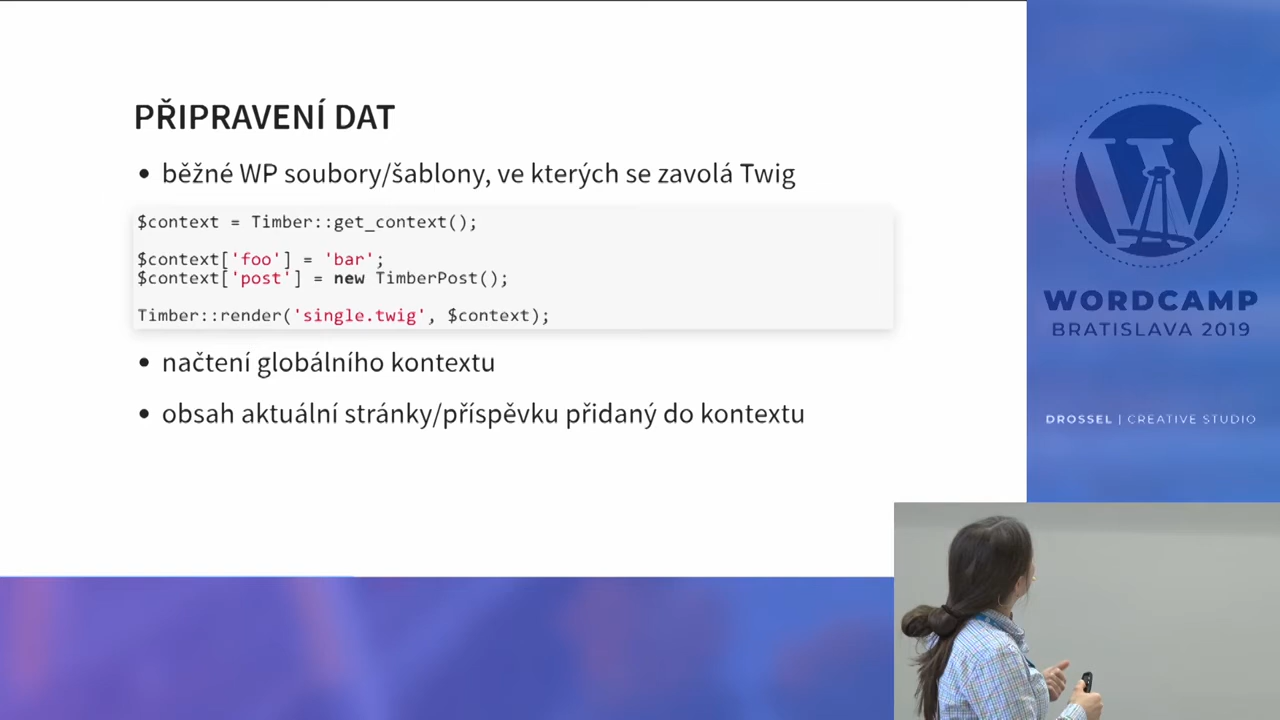 PŘIPRAVENÍ DAT
• běžné WP soubory/šablony, ve kterých se zavolá Twig
$context = Timber::get_context();
$context['foo'] = 'bar';
$context['post'] = new TimberPost();
Timber::render('single.twig', $context);
• načtení globálního kontextu
• obsah aktuální stránky/příspěvku přidaný do kontextu
WORDCAMP
BRATISLAVA 2019
DROSSEL | CREATIVE STUDIO